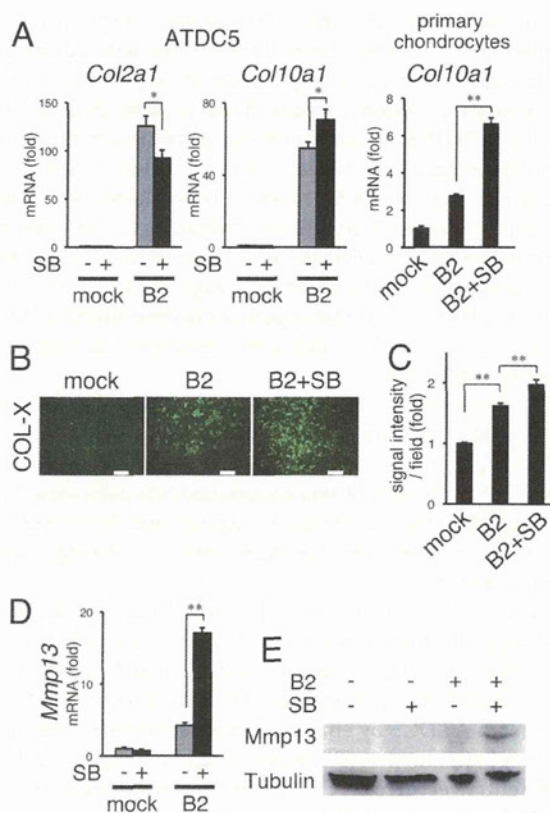 A
ATDC5
primary
chondrocytes
Col2a1
Col10a1
Col10a1
mRNA (fold)
150
100
50
0
*
SB - + - +
mock B2
mRNA (fold)
80
40
0
*
SB - + - +
mock B2
mRNA (fold)
8
6
4
2
0
**
mock
B2
B2+SB
B
mock B2 B2+SB
COL-X
C
signal intensity
/ field (fold)
2
1
0
** **
mock
B2
B2+SB
D
Mmp13
mRNA (fold)
20
10
0
**
SB - + - +
mock B2
E
B2 - - + +
SB - + - +
Mmp13
Tubulin